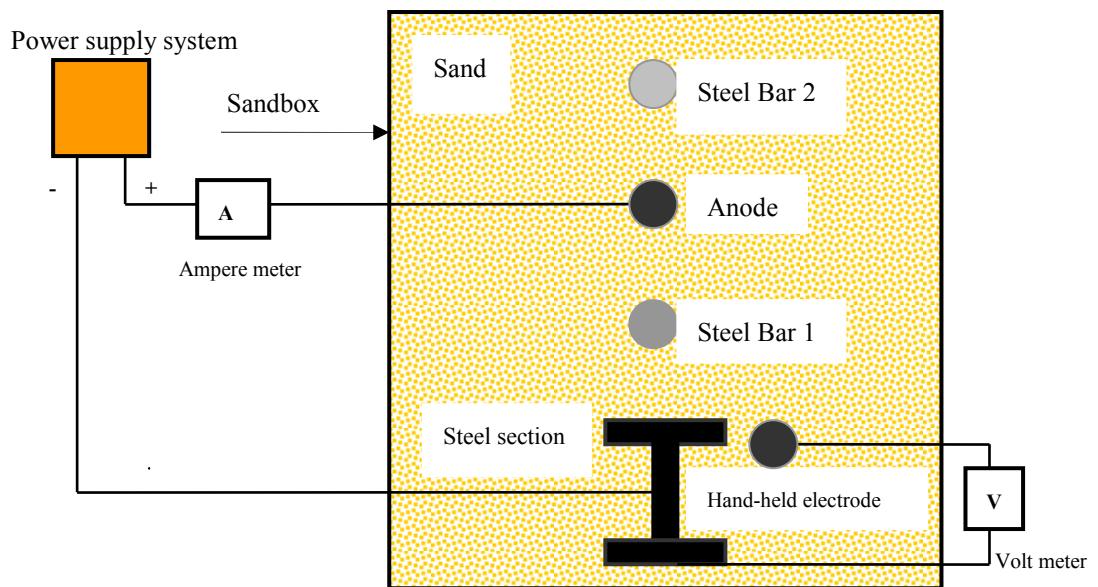 Power supply system
Sand
Steel Bar 2
Sandbox
-
+
A
Anode
Ampere meter
Steel Bar 1
Steel section
Hand-held electrode
V
Volt meter